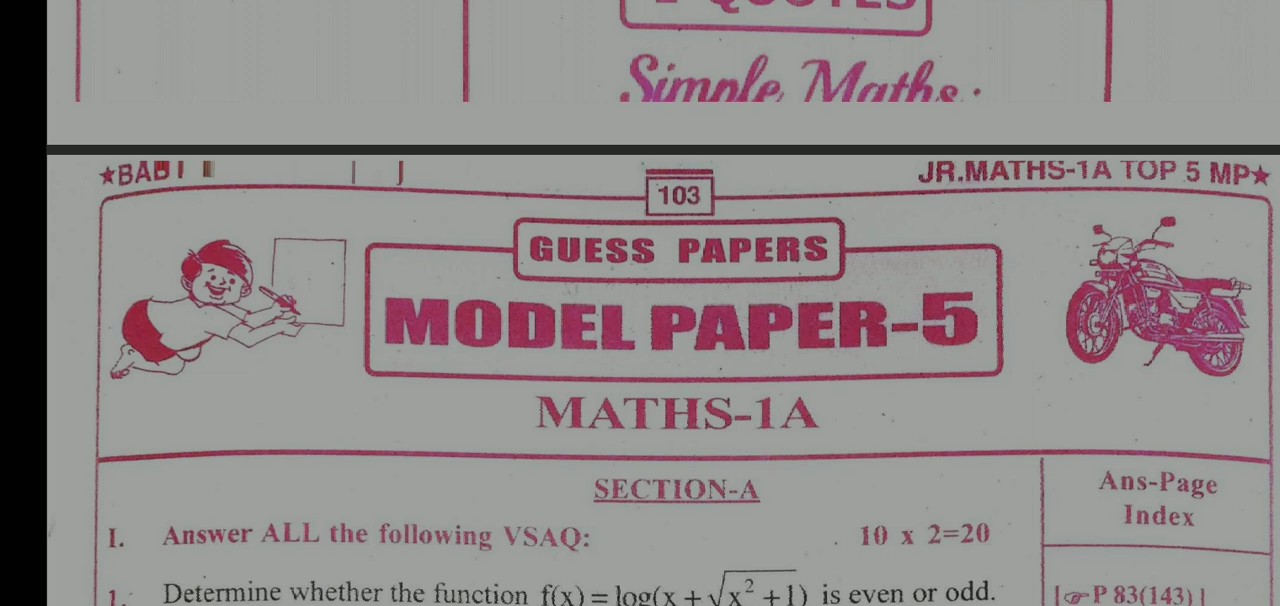 QUOTES
Simple Maths
JR.MATHS-1A TOP 5 MP★
103
GUESS PAPERS
MODEL PAPER-5
MATHS-1A
SECTION-A
Ans-Page
Index
I. Answer ALL the following VSAQ: 10 x 2=20
1. Determine whether the function f(x) = log(x + √(x² + 1)) is even or odd. [☞P 83(143)]